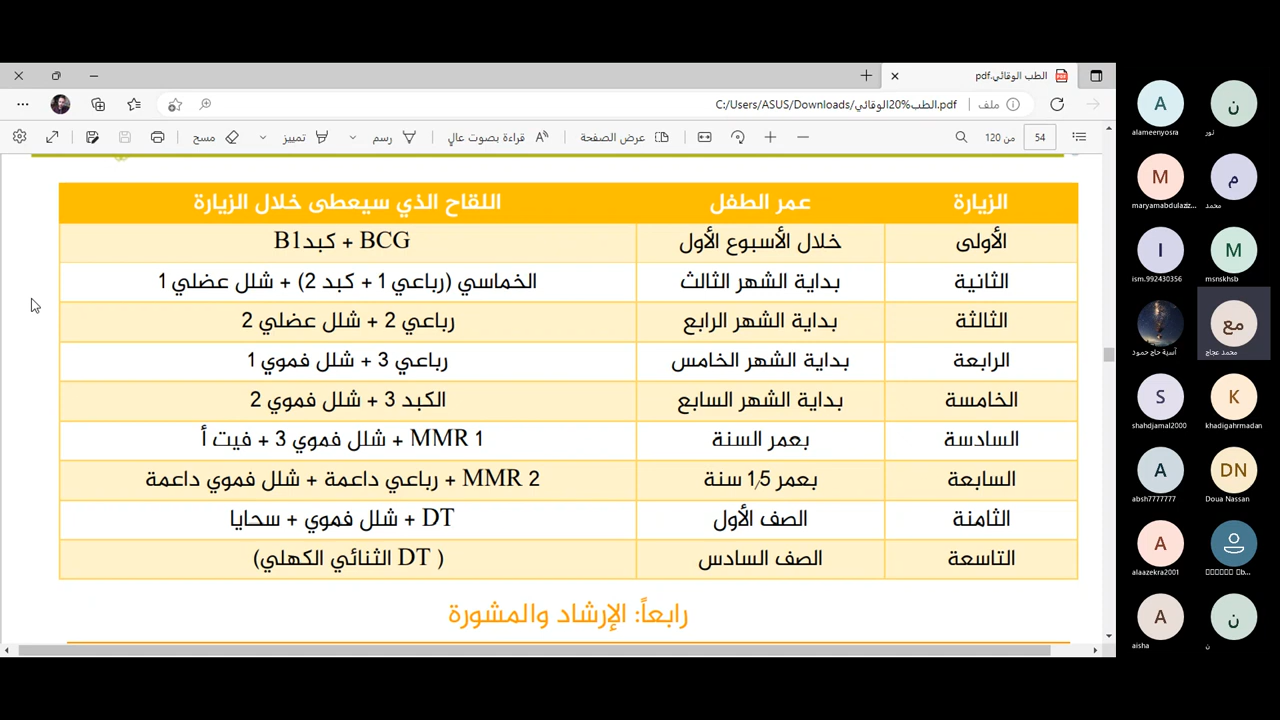 الطب الوقائي.pdf
ملف
C:/Users/ASUS/Downloads/الطب%20الوقائي.pdf
54 من 120
عرض الصفحة
قراءة بصوت عالٍ
رسم
تمييز
مسح
الزيارة عمر الطفل اللقاح الذي سيعطى خلال الزيارة
الأولى خلال الأسبوع الأول BCG + كبدB1
الثانية بداية الشهر الثالث الخماسي (رباعي 1 + كبد 2) + شلل عضلي 1
الثالثة بداية الشهر الرابع رباعي 2 + شلل عضلي 2
الرابعة بداية الشهر الخامس رباعي 3 + شلل فموي 1
الخامسة بداية الشهر السابع الكبد 3 + شلل فموي 2
السادسة بعمر السنة MMR 1 + شلل فموي 3 + فيت أ
السابعة بعمر 1,5 سنة MMR 2 + رباعي داعمة + شلل فموي داعمة
الثامنة الصف الأول DT + شلل فموي + سحايا
التاسعة الصف السادس ( DT الثنائي الكهلي)
رابعاً: الإرشاد والمشورة
A
alameenyosra
ن
نور
M
maryamabdulaziz...
م
محمد
I
ism.992430356
M
msnskhsb
آسية حاج حمود
مع
محمد عجاج
S
shahdjamal2000
K
khadigahrmadan
A
absh7777777
DN
Doua Nassan
A
alaazekra2001
A
aisha
ن
ن